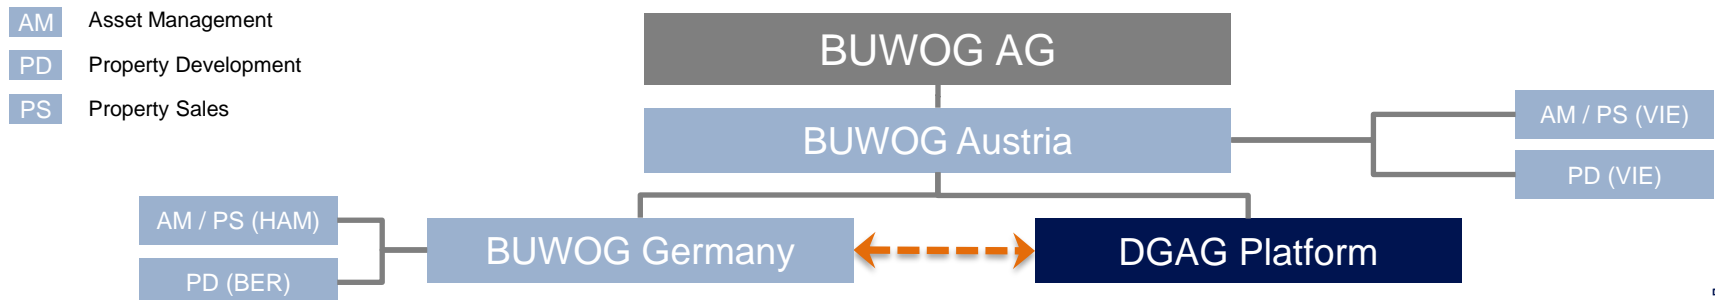 AM Asset Management
PD Property Development
PS Property Sales
BUWOG AG
BUWOG Austria
AM / PS (VIE)
PD (VIE)
AM / PS (HAM)
PD (BER)
BUWOG Germany
DGAG Platform